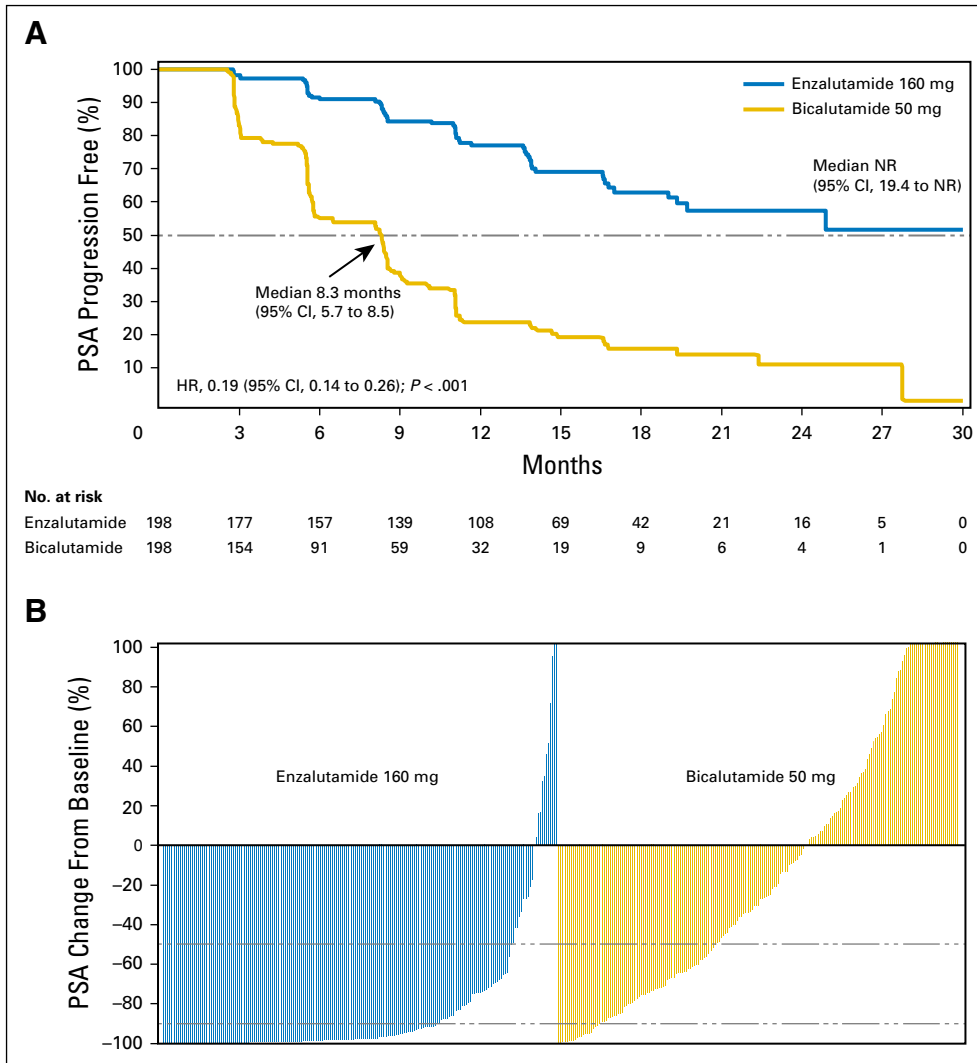 A
PSA Progression Free (%)
100
90
80
70
60
50
40
30
20
10
0
3
6
9
12
15
18
21
24
27
30
Months
Enzalutamide 160 mg
Bicalutamide 50 mg
Median NR
(95% CI, 19.4 to NR)
Median 8.3 months
(95% CI, 5.7 to 8.5)
HR, 0.19 (95% CI, 0.14 to 0.26); P < .001
No. at risk
Enzalutamide 198 177 157 139 108 69 42 21 16 5 0
Bicalutamide 198 154 91 59 32 19 9 6 4 1 0
B
PSA Change From Baseline (%)
100
80
60
40
20
0
–20
–40
–60
–80
–100
Enzalutamide 160 mg
Bicalutamide 50 mg